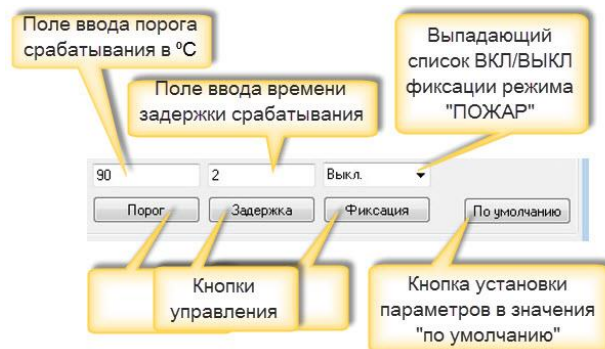 Поле ввода порога
срабатывания в ºС
Поле ввода времени
задержки срабатывания
Выпадающий
список ВКЛ/ВЫКЛ
фиксации режима
"ПОЖАР"
90
2
Выкл.
Порог
Задержка
Фиксация
По умолчанию
Кнопки
управления
Кнопка установки
параметров в значения
"по умолчанию"